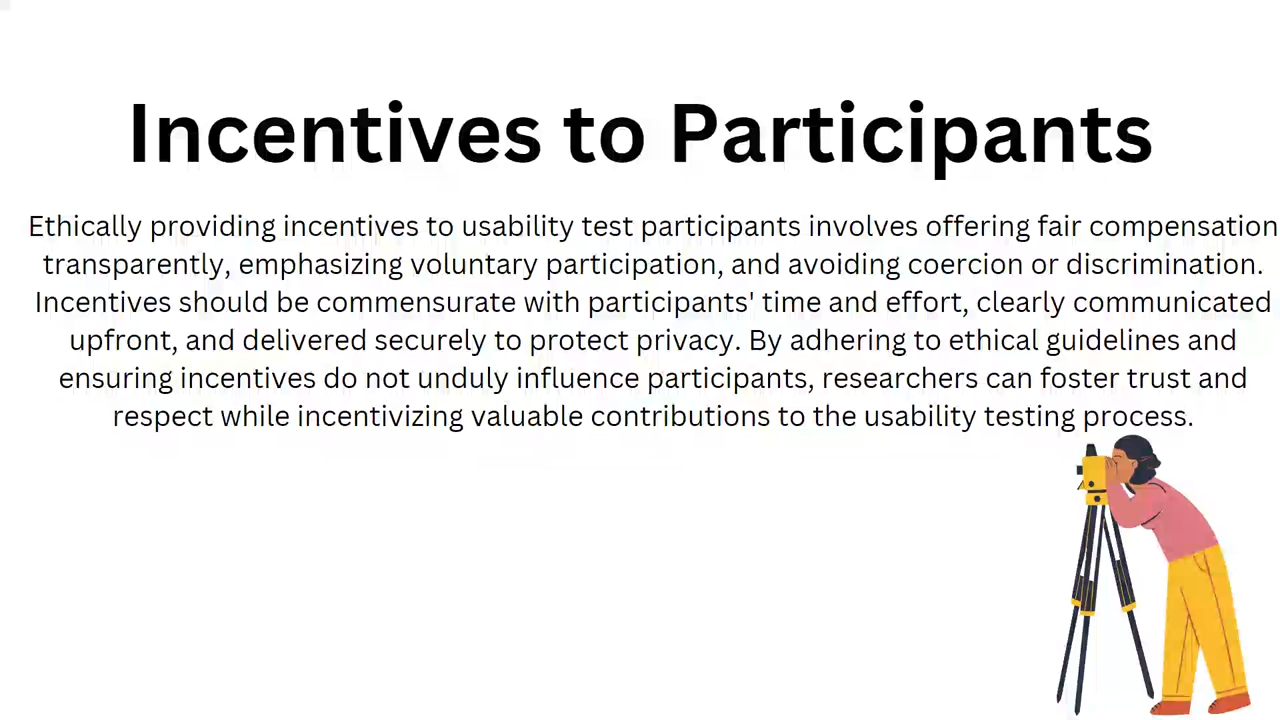 Incentives to Participants
Ethically providing incentives to usability test participants involves offering fair compensation
transparently, emphasizing voluntary participation, and avoiding coercion or discrimination.
Incentives should be commensurate with participants' time and effort, clearly communicated
upfront, and delivered securely to protect privacy. By adhering to ethical guidelines and
ensuring incentives do not unduly influence participants, researchers can foster trust and
respect while incentivizing valuable contributions to the usability testing process.